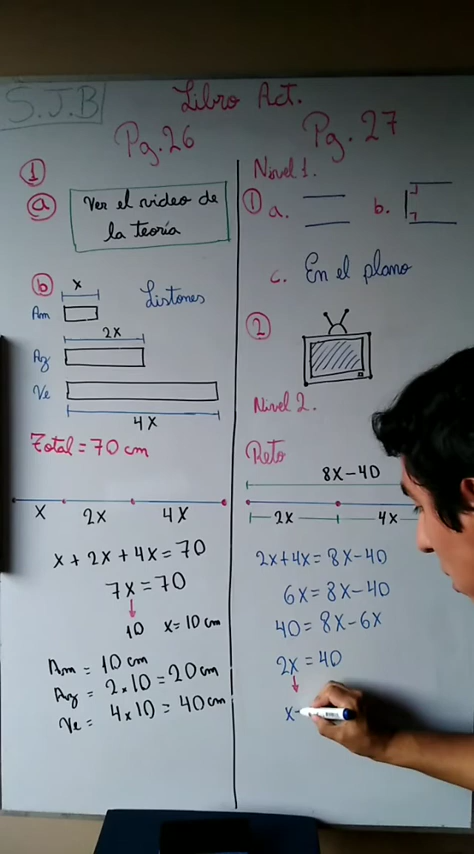 S.J.B
Libro Act.
Pg. 26
1
a
Ver el video de
la teoría
b
x
Listones
Am
2x
Az
Ve
4x
Total = 70 cm
x 2x 4x
x + 2x + 4x = 70
7x = 70
10 x = 10 cm
Am = 10 cm
Az = 2 × 10 = 20 cm
Ve = 4 × 10 = 40 cm
Pg. 27
Nivel 1.
1 a. b.
c. En el plano
2
Nivel 2.
Reto
8x - 40
2x 4x
2x + 4x = 8x - 40
6x = 8x - 40
40 = 8x - 6x
2x = 40
x =